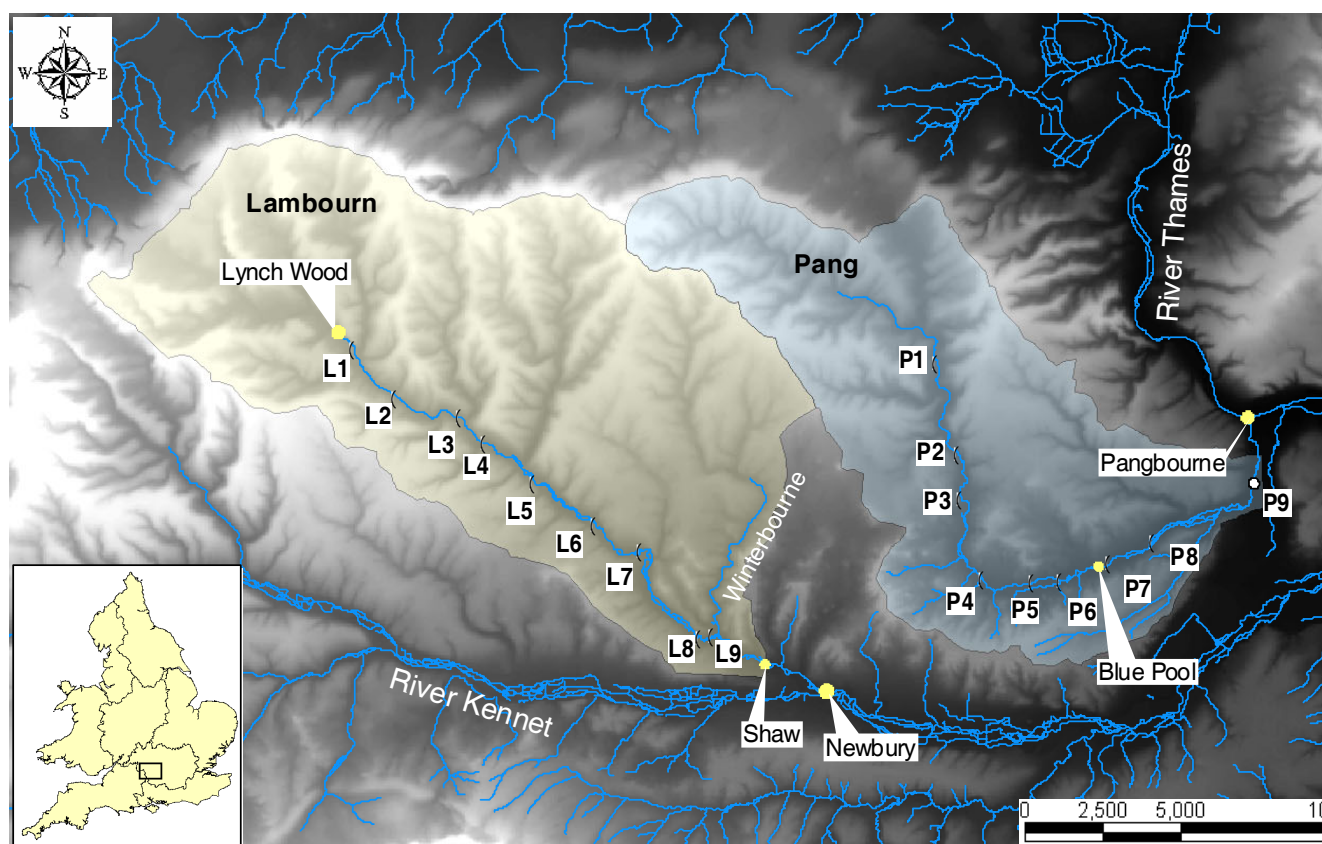 N
W E
S
Lambourn
Lynch Wood
Pang
River Thames
L1
L2
L3
L4
L5
L6
L7
L8
L9
Winterbourne
P1
P2
P3
P4
P5
P6
P7
P8
P9
Pangbourne
Blue Pool
River Kennet
Shaw
Newbury
0 2,500 5,000 10